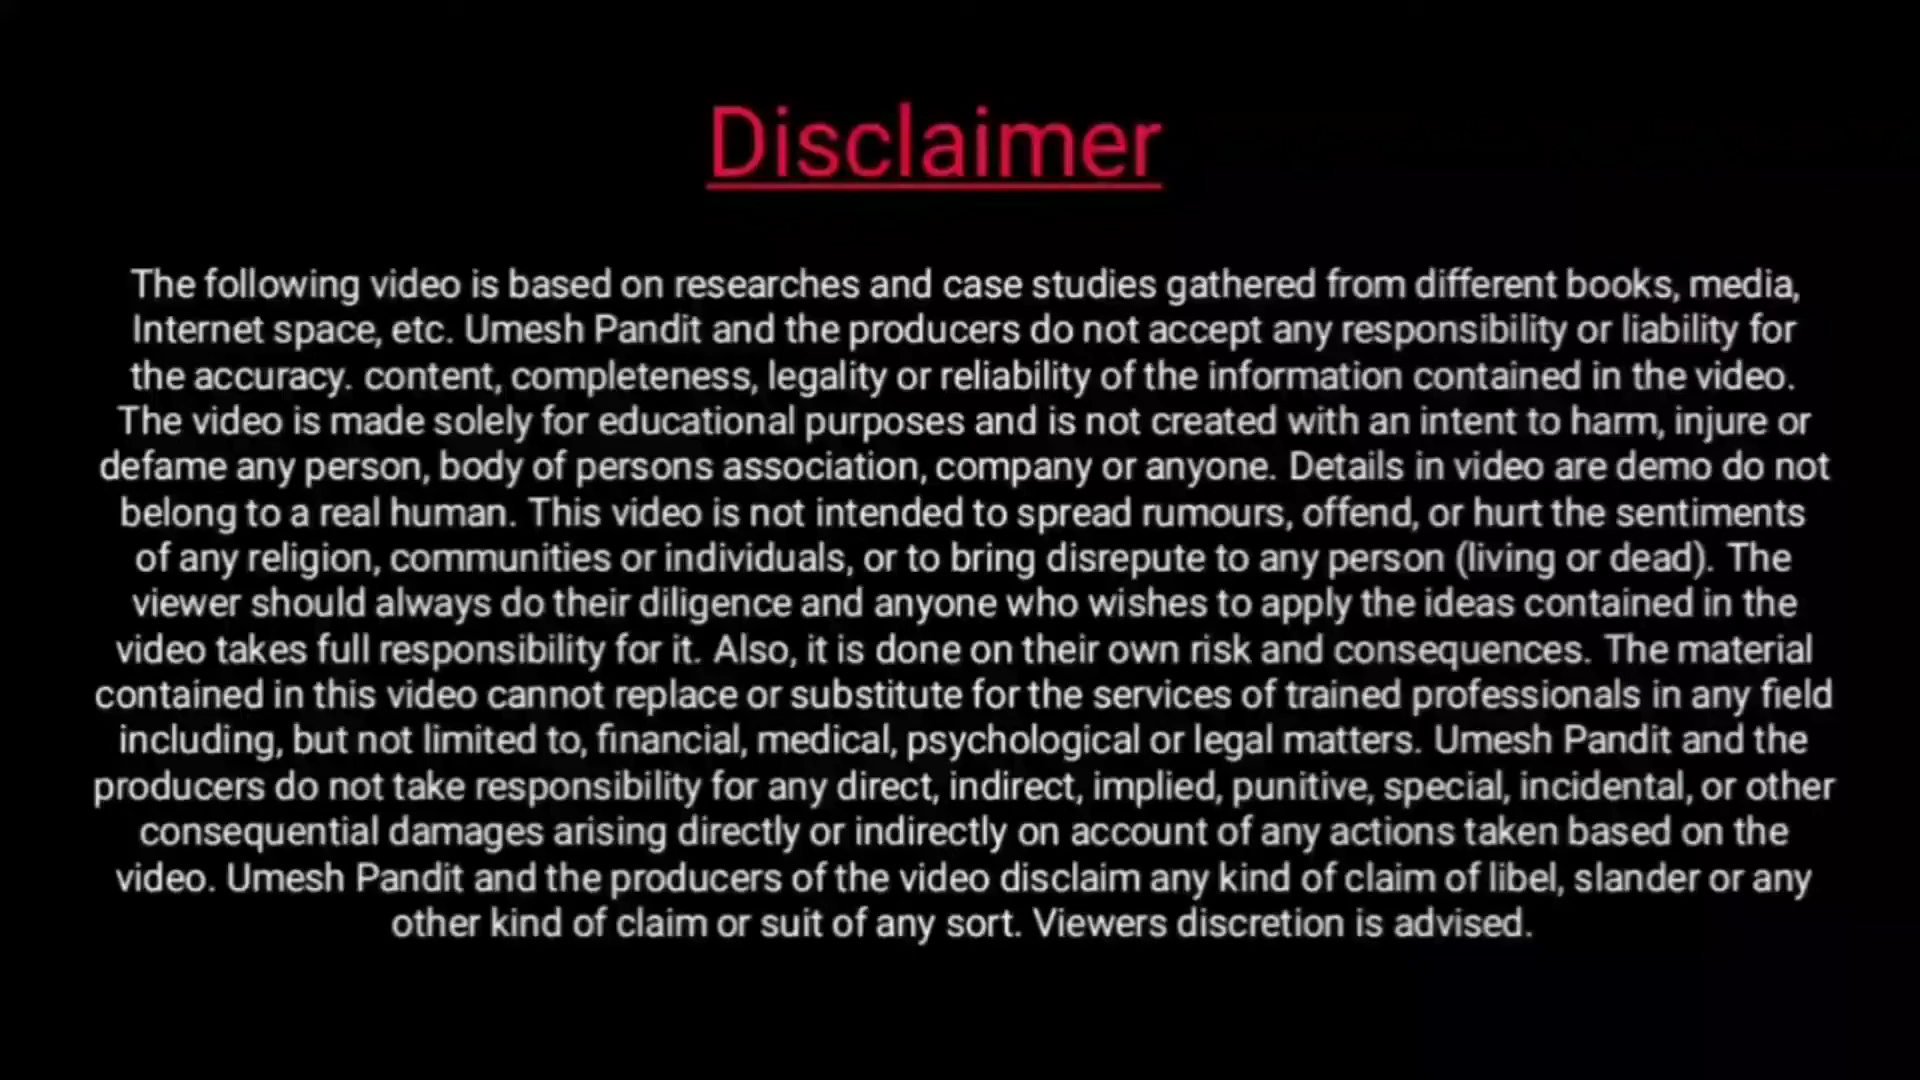 Disclaimer
The following video is based on researches and case studies gathered from different books, media,
Internet space, etc. Umesh Pandit and the producers do not accept any responsibility or liability for
the accuracy. content, completeness, legality or reliability of the information contained in the video.
The video is made solely for educational purposes and is not created with an intent to harm, injure or
defame any person, body of persons association, company or anyone. Details in video are demo do not
belong to a real human. This video is not intended to spread rumours, offend, or hurt the sentiments
of any religion, communities or individuals, or to bring disrepute to any person (living or dead). The
viewer should always do their diligence and anyone who wishes to apply the ideas contained in the
video takes full responsibility for it. Also, it is done on their own risk and consequences. The material
contained in this video cannot replace or substitute for the services of trained professionals in any field
including, but not limited to, financial, medical, psychological or legal matters. Umesh Pandit and the
producers do not take responsibility for any direct, indirect, implied, punitive, special, incidental, or other
consequential damages arising directly or indirectly on account of any actions taken based on the
video. Umesh Pandit and the producers of the video disclaim any kind of claim of libel, slander or any
other kind of claim or suit of any sort. Viewers discretion is advised.